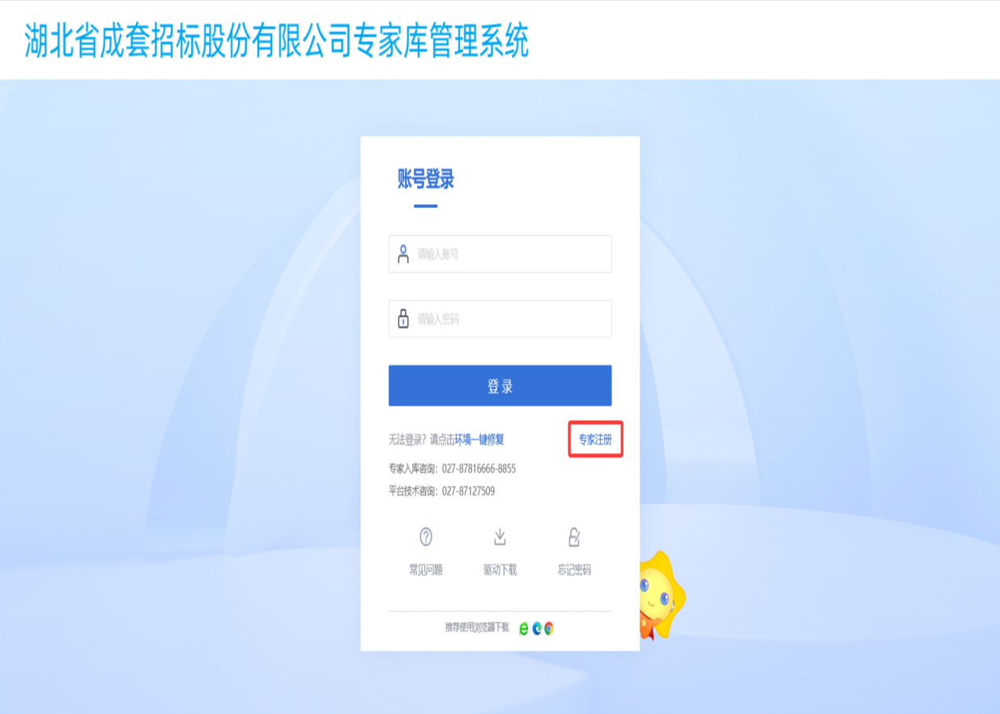 湖北省成套招标股份有限公司专家库管理系统
账号登录
请输入账号
请输入密码
登录
无法登录？请点击环境一键修复 专家注册
专家入库咨询：027-87816666-8855
平台技术咨询：027-87127509
常见问题 驱动下载 忘记密码
推荐使用浏览器下载